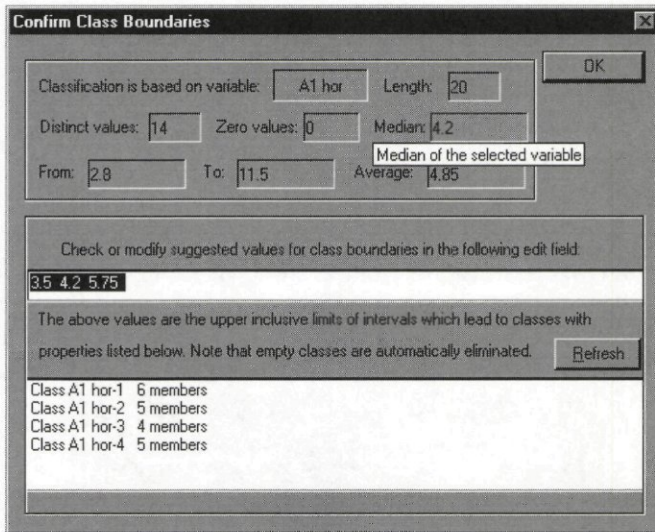 Confirm Class Boundaries
OK
Classification is based on variable: A1 hor Length: 20
Distinct values: 14 Zero values: 0 Median: 4.2
Median of the selected variable
From: 2.8 To: 11.5 Average: 4.85
Check or modify suggested values for class boundaries in the following edit field:
3.5 4.2 5.75
The above values are the upper inclusive limits of intervals which lead to classes with
properties listed below. Note that empty classes are automatically eliminated.
Refresh
Class A1 hor-1 6 members
Class A1 hor-2 5 members
Class A1 hor-3 4 members
Class A1 hor-4 5 members